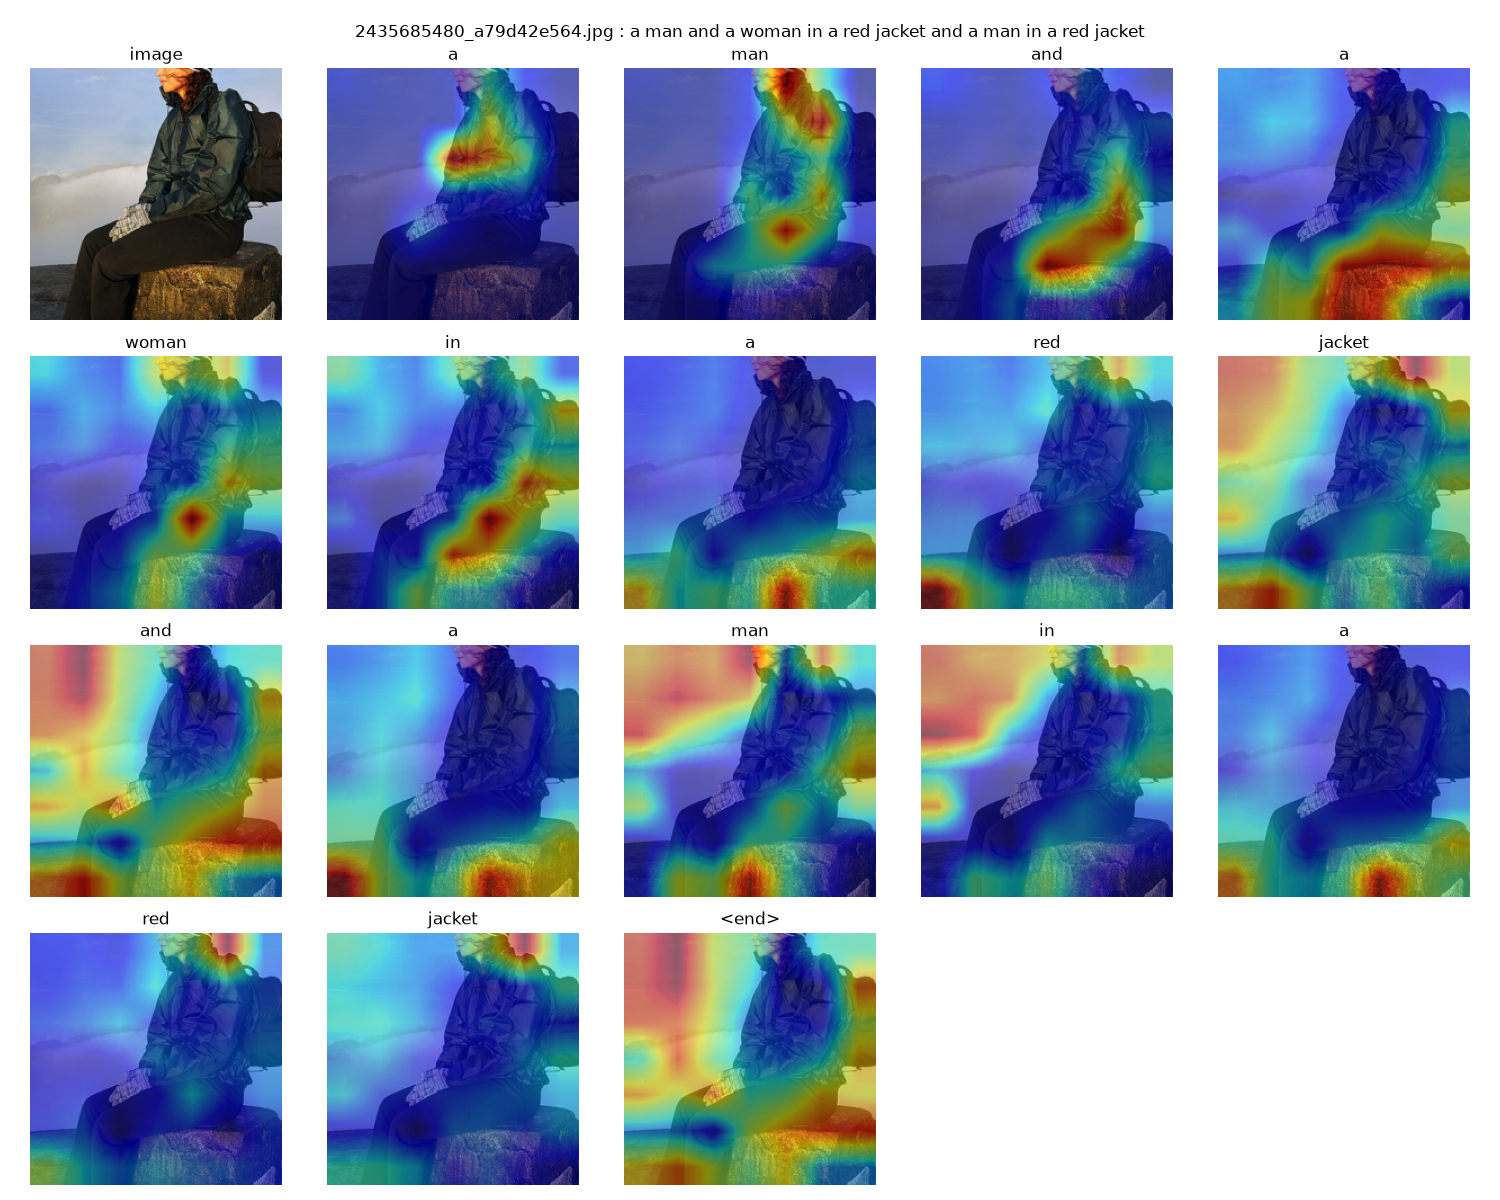 2435685480_a79d42e564.jpg : a man and a woman in a red jacket and a man in a red jacket
image a man and a
woman in a red jacket
and a man in a
red jacket <end>